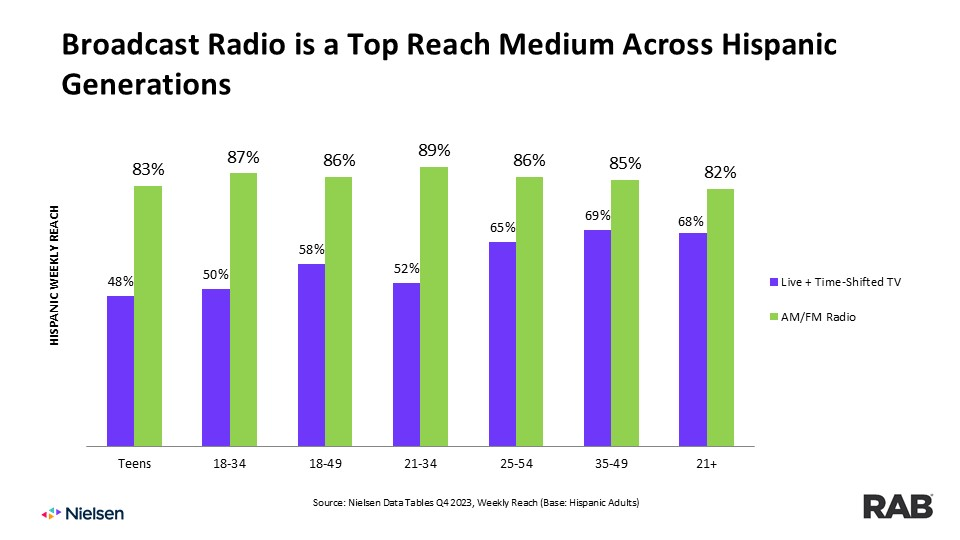 Broadcast Radio is a Top Reach Medium Across Hispanic
Generations
HISPANIC WEEKLY REACH
83%
87%
86%
89%
86%
85%
82%
48%
50%
58%
52%
65%
69%
68%
Live + Time-Shifted TV
AM/FM Radio
Teens
18-34
18-49
21-34
25-54
35-49
21+
Source: Nielsen Data Tables Q4 2023, Weekly Reach (Base: Hispanic Adults)
Nielsen
RAB